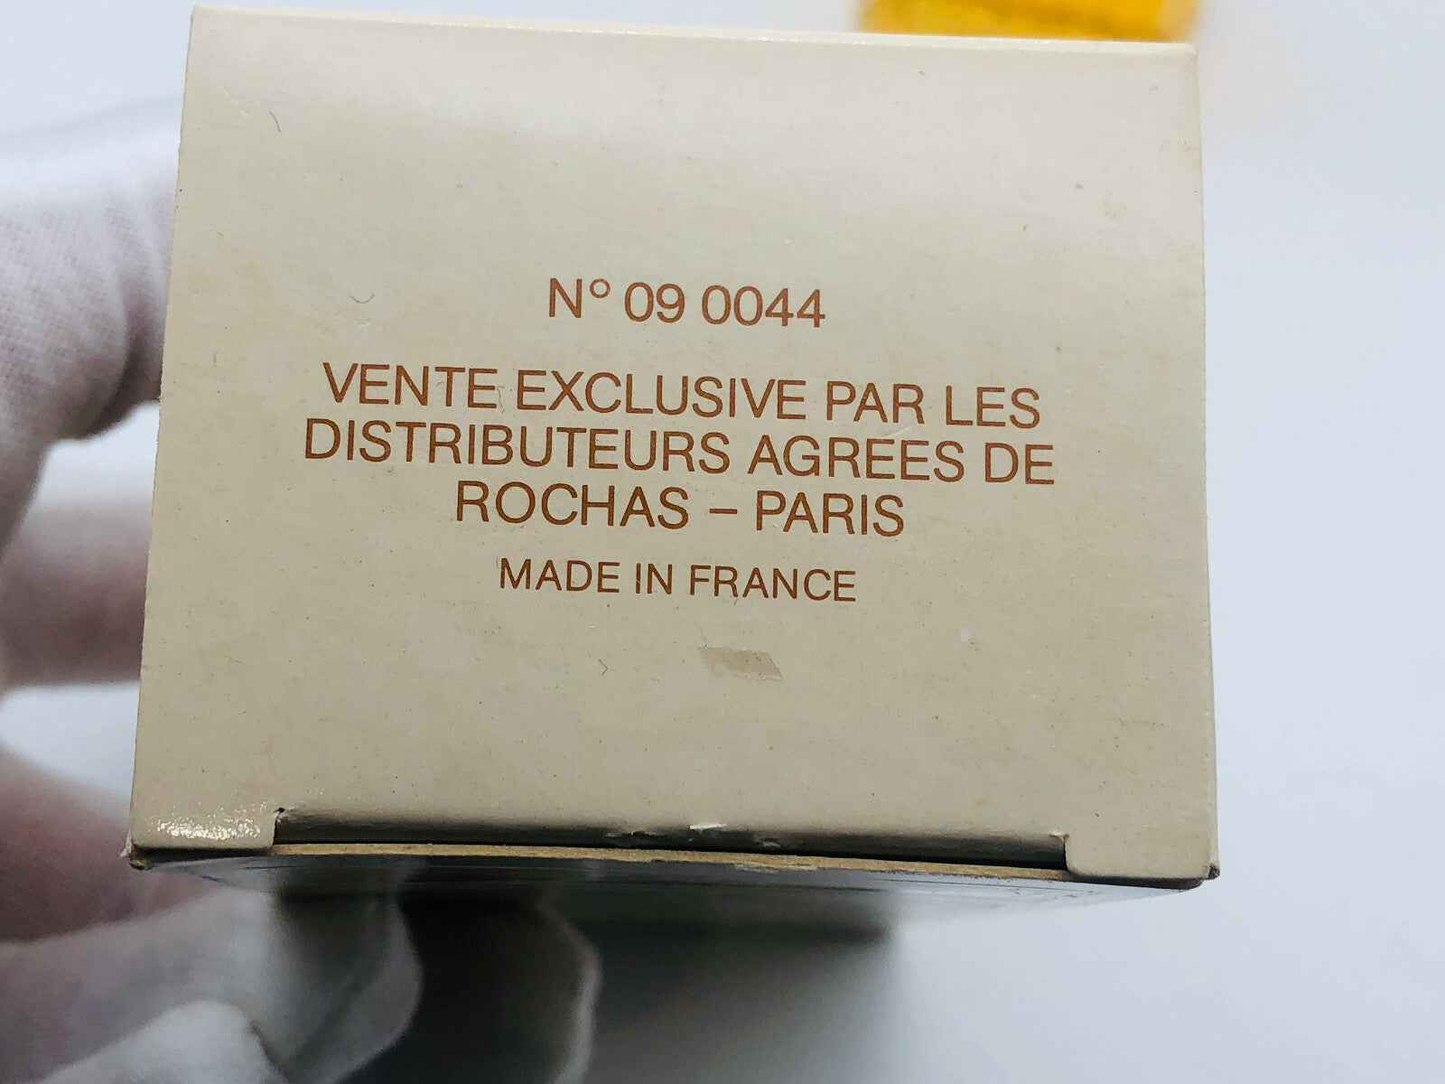 N° 09 0044
VENTE EXCLUSIVE PAR LES
DISTRIBUTEURS AGREES DE
ROCHAS – PARIS
MADE IN FRANCE